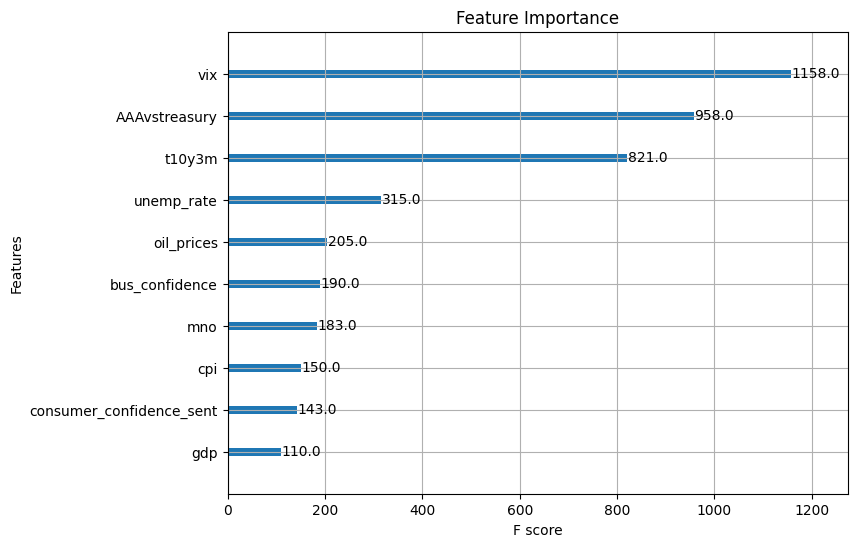 Feature Importance
vix 1158.0
AAAvstreasury 958.0
t10y3m 821.0
unemp_rate 315.0
oil_prices 205.0
bus_confidence 190.0
mno 183.0
cpi 150.0
consumer_confidence_sent 143.0
gdp 110.0
Features
0 200 400 600 800 1000 1200
F score